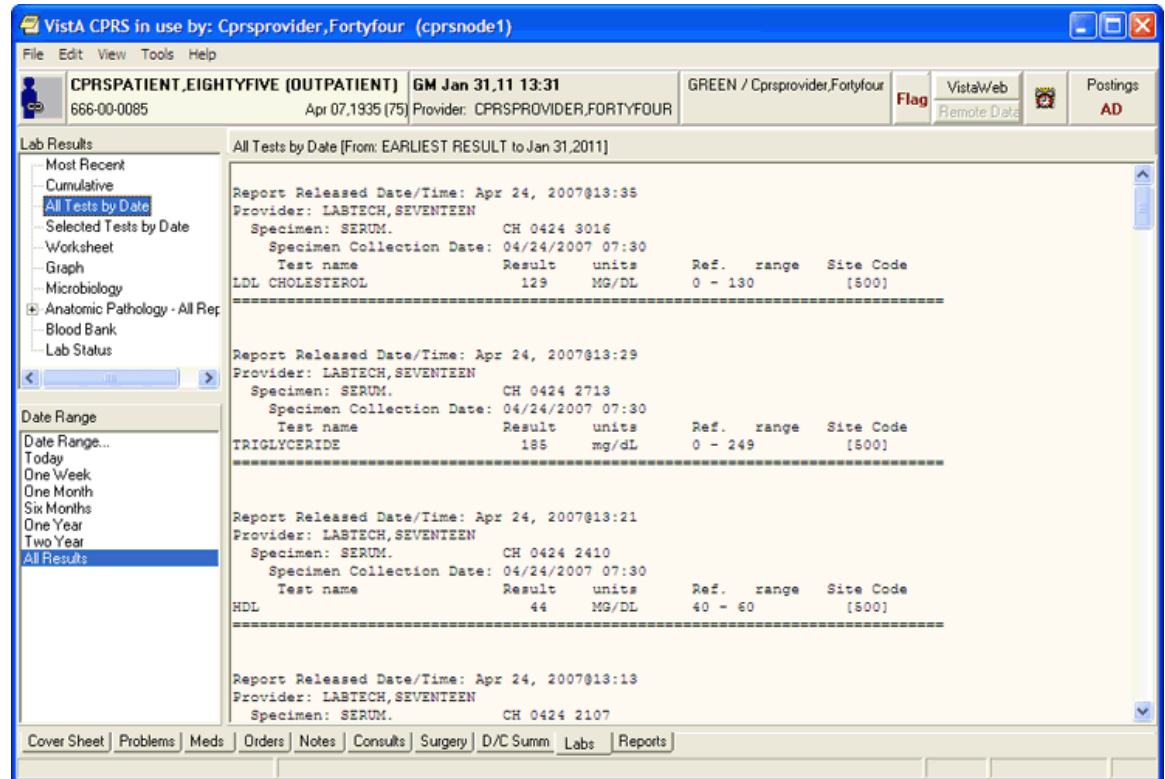 VistA CPRS in use by: Cprsprovider,Fortyfour (cprsnode1)
File Edit View Tools Help
CPRSPATIENT,EIGHTYFIVE (OUTPATIENT) GM Jan 31,11 13:31 GREEN / Cprsprovider,Fortyfour Flag VistaWeb Postings
666-00-0085 Apr 07,1935 (75) Provider: CPRSPROVIDER,FORTYFOUR Remote Data AD
Lab Results
Most Recent
Cumulative
All Tests by Date
Selected Tests by Date
Worksheet
Graph
Microbiology
Anatomic Pathology - All Rep
Blood Bank
Lab Status
Date Range
Date Range...
Today
One Week
One Month
Six Months
One Year
Two Year
All Results
All Tests by Date [From: EARLIEST RESULT to Jan 31,2011]
Report Released Date/Time: Apr 24, 2007@13:35
Provider: LABTECH,SEVENTEEN
Specimen: SERUM. CH 0424 3016
Specimen Collection Date: 04/24/2007 07:30
Test name Result units Ref. range Site Code
LDL CHOLESTEROL 129 MG/DL 0 - 130 [500]
Report Released Date/Time: Apr 24, 2007@13:29
Provider: LABTECH,SEVENTEEN
Specimen: SERUM. CH 0424 2713
Specimen Collection Date: 04/24/2007 07:30
Test name Result units Ref. range Site Code
TRIGLYCERIDE 185 mg/dL 0 - 249 [500]
Report Released Date/Time: Apr 24, 2007@13:21
Provider: LABTECH,SEVENTEEN
Specimen: SERUM. CH 0424 2410
Specimen Collection Date: 04/24/2007 07:30
Test name Result units Ref. range Site Code
HDL 44 MG/DL 40 - 60 [500]
Report Released Date/Time: Apr 24, 2007@13:13
Provider: LABTECH,SEVENTEEN
Specimen: SERUM. CH 0424 2107
Cover Sheet Problems Meds Orders Notes Consults Surgery D/C Summ Labs Reports